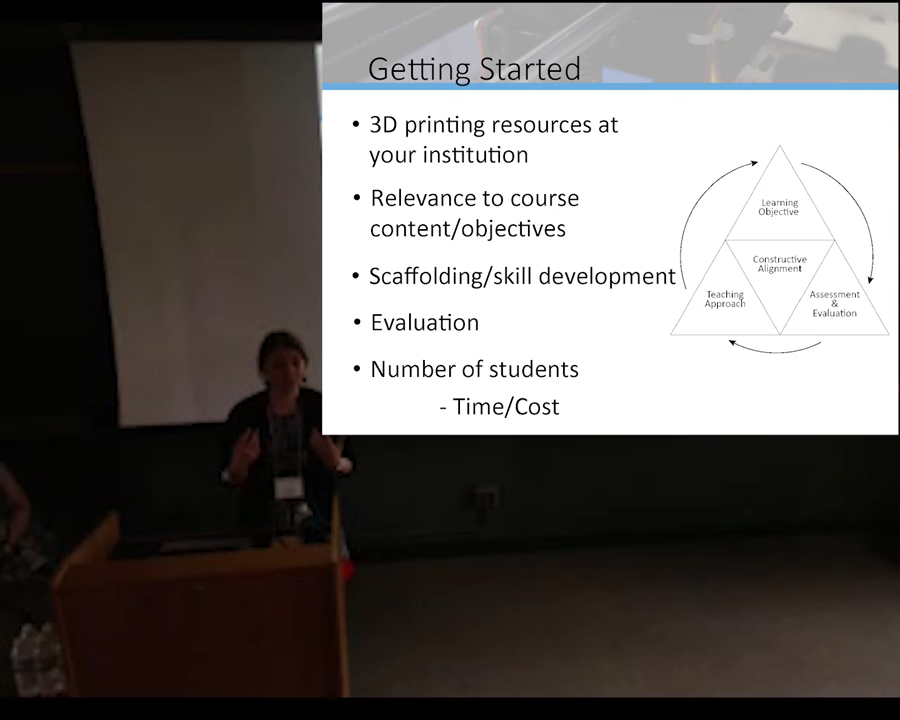 Getting Started
• 3D printing resources at
your institution
• Relevance to course
content/objectives
• Scaffolding/skill development
• Evaluation
• Number of students
- Time/Cost
Learning
Objective
Constructive
Alignment
Teaching
Approach
Assessment
&
Evaluation